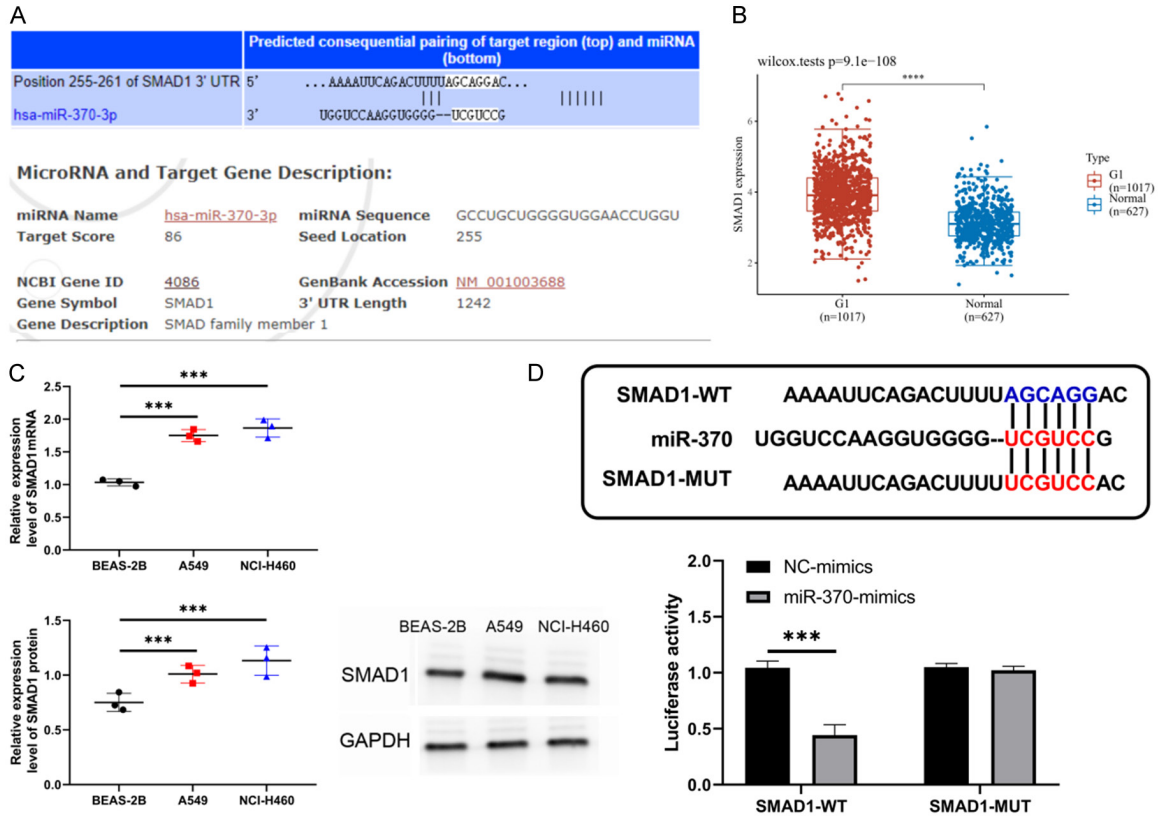 A
Predicted consequential pairing of target region (top) and miRNA
(bottom)
Position 255-261 of SMAD1 3' UTR 5' ...AAAAUUCAGACUUUUAGCAGGAC...
hsa-miR-370-3p 3' UGGUCCAAGGUGGGG--UCGUCCG
MicroRNA and Target Gene Description:
miRNA Name hsa-miR-370-3p miRNA Sequence GCCUGCUGGGGUGGAACCUGGU
Target Score 86 Seed Location 255
NCBI Gene ID 4086 GenBank Accession NM_001003688
Gene Symbol SMAD1 3' UTR Length 1242
Gene Description SMAD family member 1
B
wilcox.tests p=9.1e−108
****
SMAD1 expression
6
4
2
G1
(n=1017)
Normal
(n=627)
Type
G1
(n=1017)
Normal
(n=627)
C
Relative expression
level of SMAD1mRNA
2.5
2.0
1.5
1.0
0.5
0.0
***
***
BEAS-2B A549 NCI-H460
Relative expression
level of SMAD1 protein
1.5
1.0
0.5
0.0
***
***
BEAS-2B A549 NCI-H460
BEAS-2B A549 NCI-H460
SMAD1
GAPDH
D
SMAD1-WT AAAAUUCAGACUUUUAGCAGGAC
miR-370 UGGUCCAAGGUGGGG--UCGUCCG
SMAD1-MUT AAAAUUCAGACUUUUUCGUCCAC
Luciferase activity
2.0
1.5
1.0
0.5
0.0
NC-mimics
miR-370-mimics
***
SMAD1-WT SMAD1-MUT